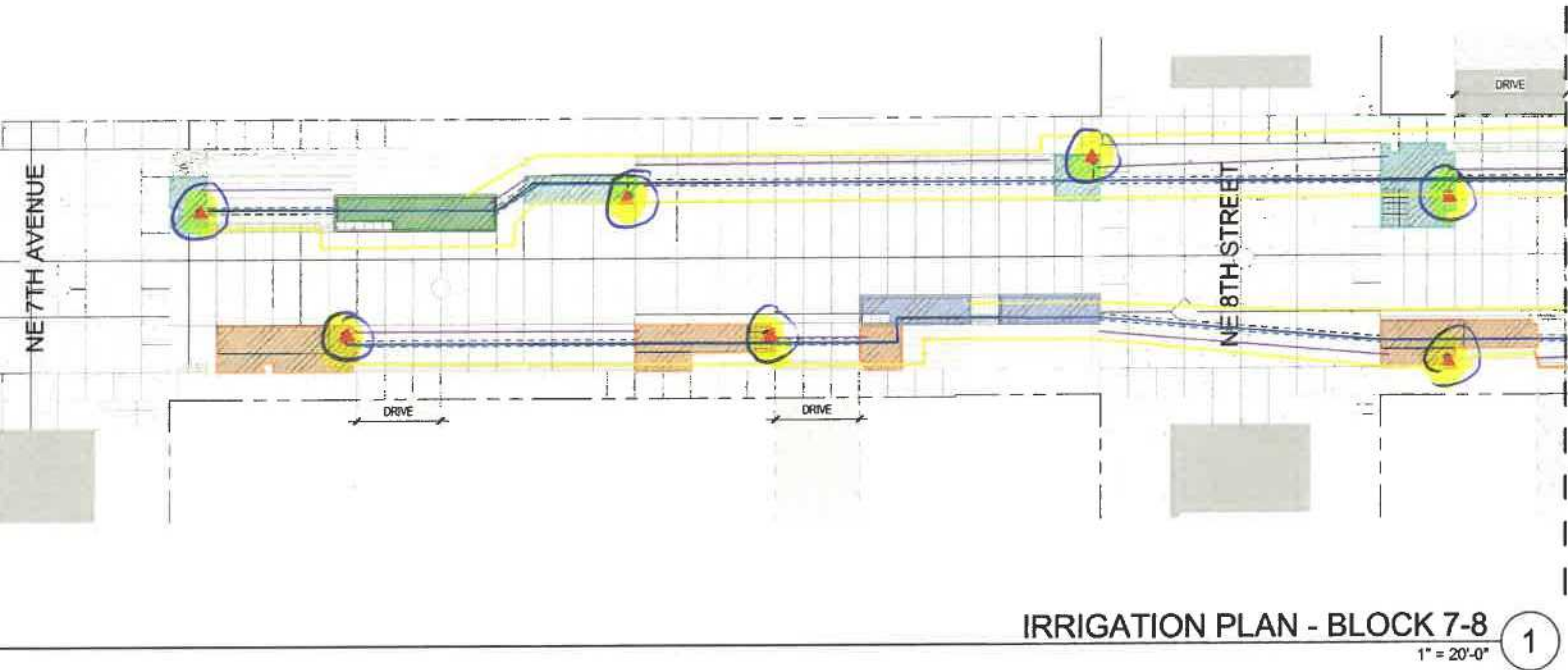 DRIVE
NE 7TH AVENUE
NE 8TH STREET
DRIVE
DRIVE
IRRIGATION PLAN - BLOCK 7-8
1" = 20'-0"
1